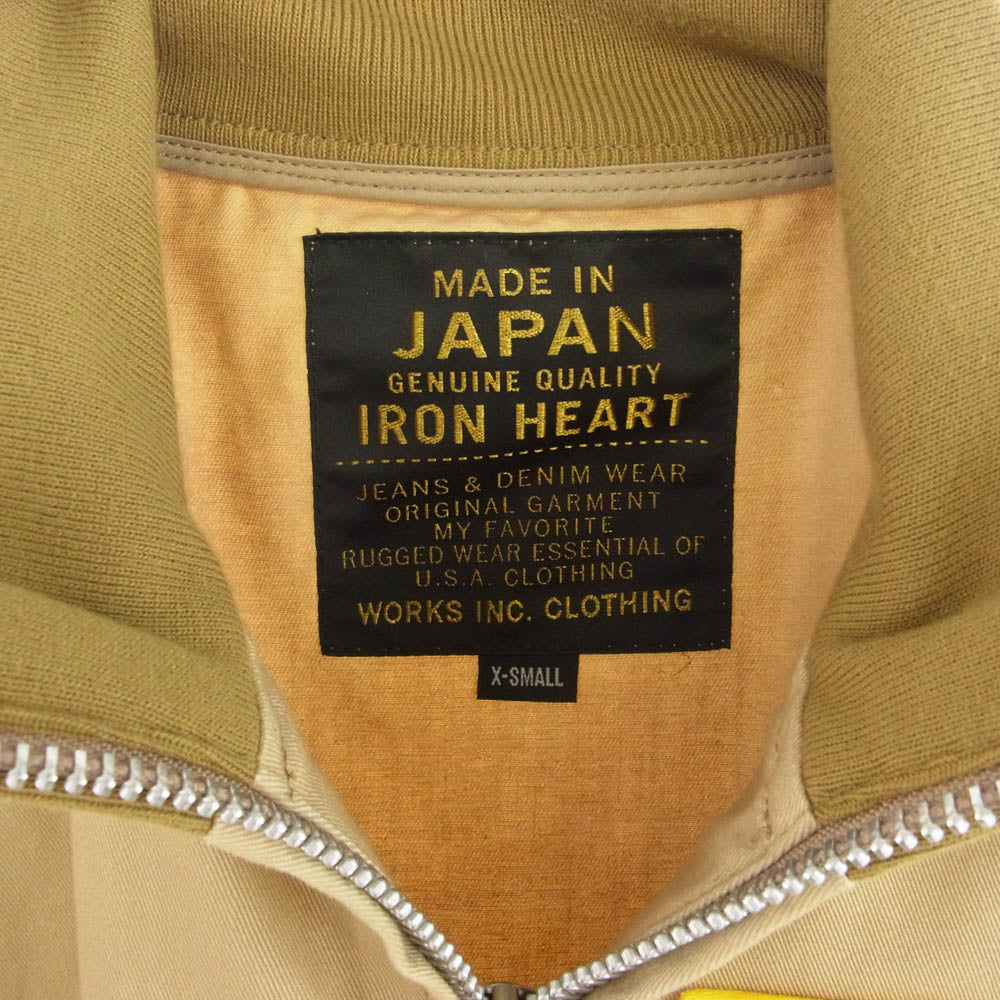 MADE IN
JAPAN
GENUINE QUALITY
IRON HEART
JEANS & DENIM WEAR
ORIGINAL GARMENT
MY FAVORITE
RUGGED WEAR ESSENTIAL OF
U.S.A. CLOTHING
WORKS INC. CLOTHING
X-SMALL